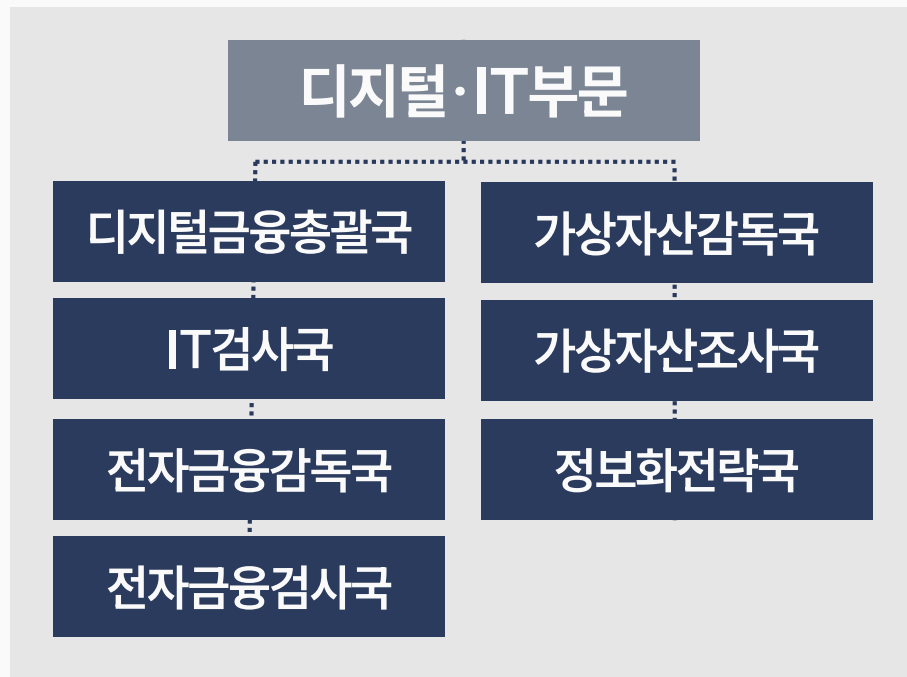 디지털·IT부문
디지털금융총괄국
IT검사국
전자금융감독국
전자금융검사국
가상자산감독국
가상자산조사국
정보화전략국